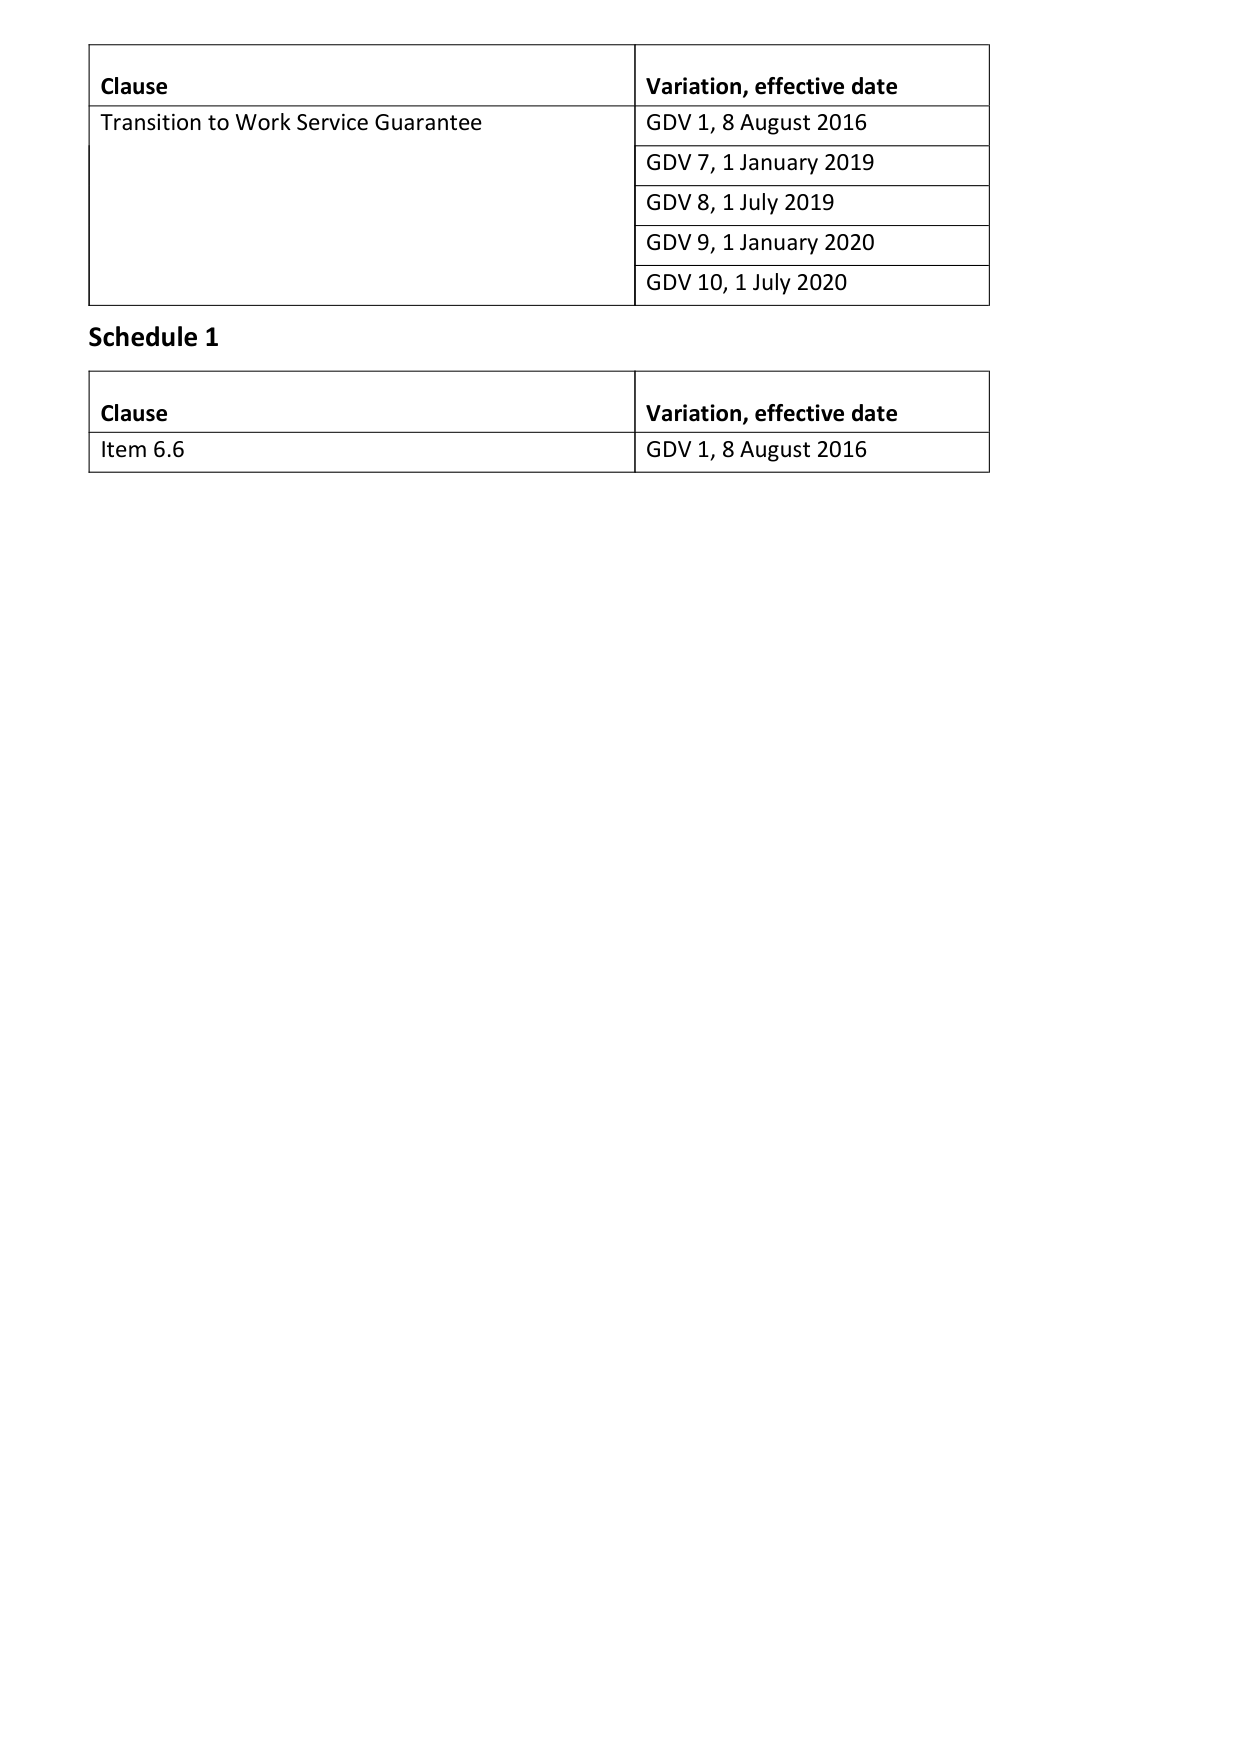 Clause Variation, effective date
Transition to Work Service Guarantee GDV 1, 8 August 2016
GDV 7, 1 January 2019
GDV 8, 1 July 2019
GDV 9, 1 January 2020
GDV 10, 1 July 2020
Schedule 1
Clause Variation, effective date
Item 6.6 GDV 1, 8 August 2016